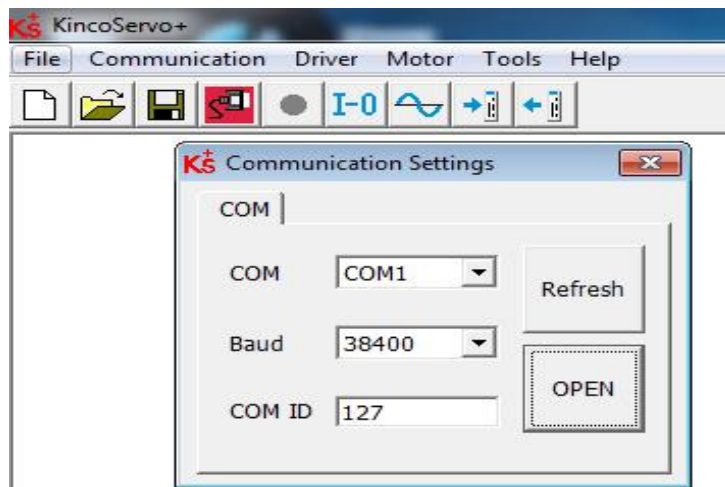 KincoServo+
File Communication Driver Motor Tools Help
I-O
Communication Settings
COM
COM COM1
Refresh
Baud 38400
OPEN
COM ID 127